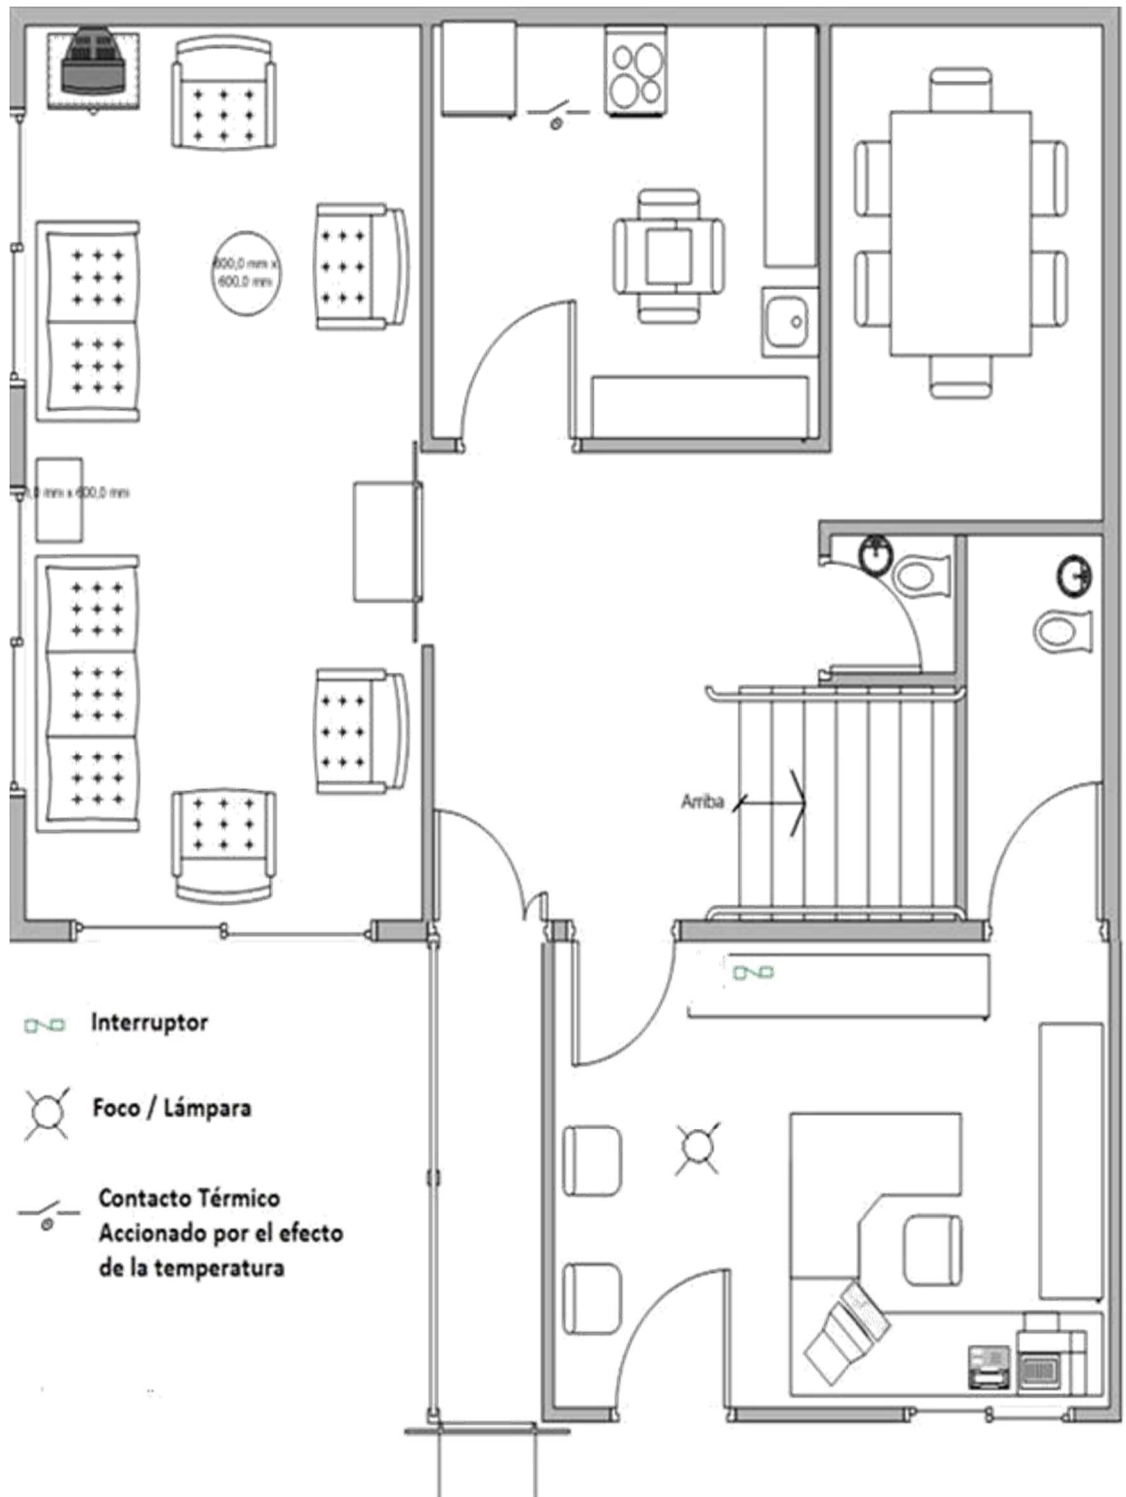 600,0 mm x
600,0 mm
,0 mm x 600,0 mm
Arriba
Interruptor
Foco / Lámpara
Contacto Térmico
Accionado por el efecto
de la temperatura